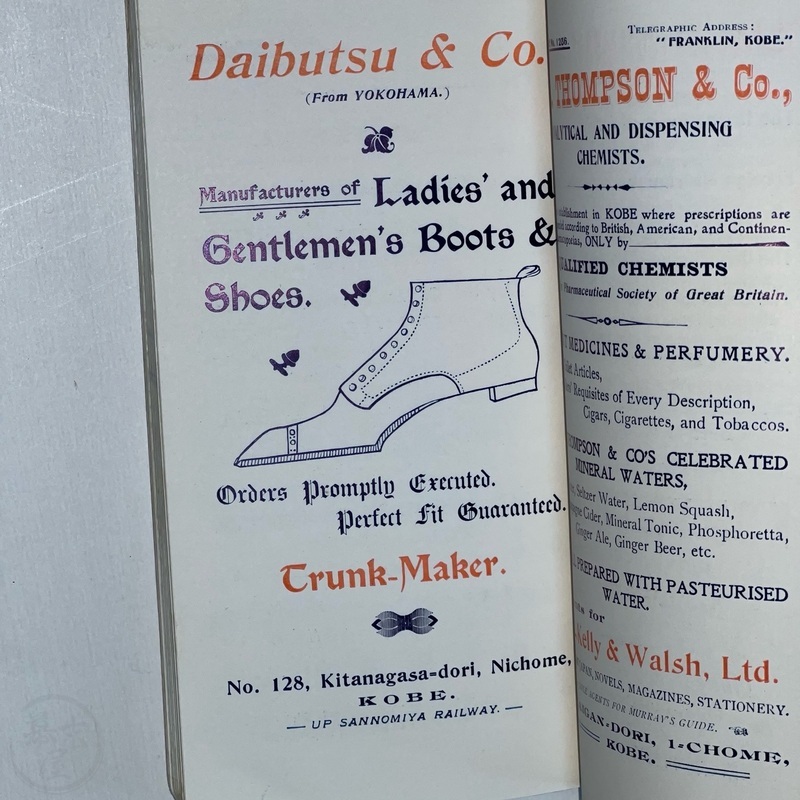 Daibutsu & Co.
(From YOKOHAMA.)
Manufacturers of Ladies' and
Gentlemen's Boots &
Shoes.
Orders Promptly Executed.
Perfect Fit Guaranteed.
Trunk-Maker.
No. 128, Kitanagasa-dori, Nichome,
KOBE.
— UP SANNOMIYA RAILWAY. —
1206.
TELEGRAPHIC ADDRESS:
"FRANKLIN, KOBE."
THOMPSON & Co.,
AND DISPENSING
CHEMISTS.
in KOBE where prescriptions are
according to British, American, and Continen-
ONLY by
CHEMISTS
Pharmaceutical Society of Great Britain.
MEDICINES & PERFUMERY.
Articles,
Requisites of Every Description,
Cigars, Cigarettes, and Tobaccos.
& CO'S CELEBRATED
MINERAL WATERS,
Seltzer Water, Lemon Squash,
Cider, Mineral Tonic, Phosphoretta,
Ginger Ale, Ginger Beer, etc.
PREPARED WITH PASTEURISED
WATER.
for
Kelly & Walsh, Ltd.
NOVELS, MAGAZINES, STATIONERY.
AGENTS FOR MURRAY'S GUIDE.
1-CHOME,
KOBE.